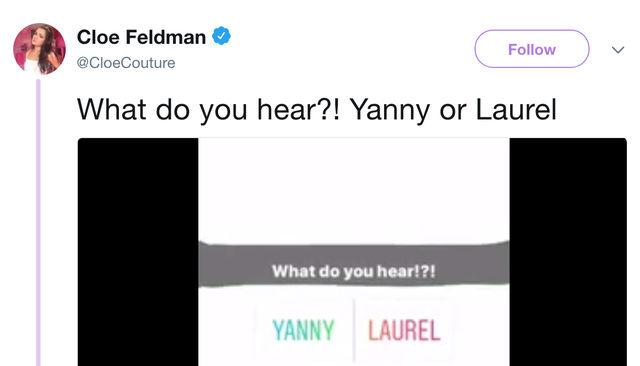 Cloe Feldman
@CloeCouture
Follow
What do you hear?! Yanny or Laurel
What do you hear!?!
YANNY
LAUREL